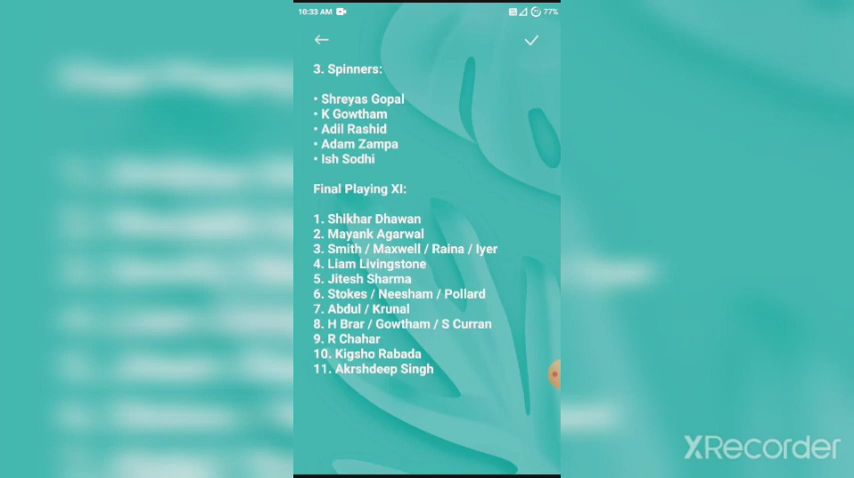 10:33 AM
77%
3. Spinners:
• Shreyas Gopal
• K Gowtham
• Adil Rashid
• Adam Zampa
• Ish Sodhi
Final Playing XI:
1. Shikhar Dhawan
2. Mayank Agarwal
3. Smith / Maxwell / Raina / Iyer
4. Liam Livingstone
5. Jitesh Sharma
6. Stokes / Neesham / Pollard
7. Abdul / Krunal
8. H Brar / Gowtham / S Curran
9. R Chahar
10. Kigsho Rabada
11. Akrshdeep Singh
XRecorder